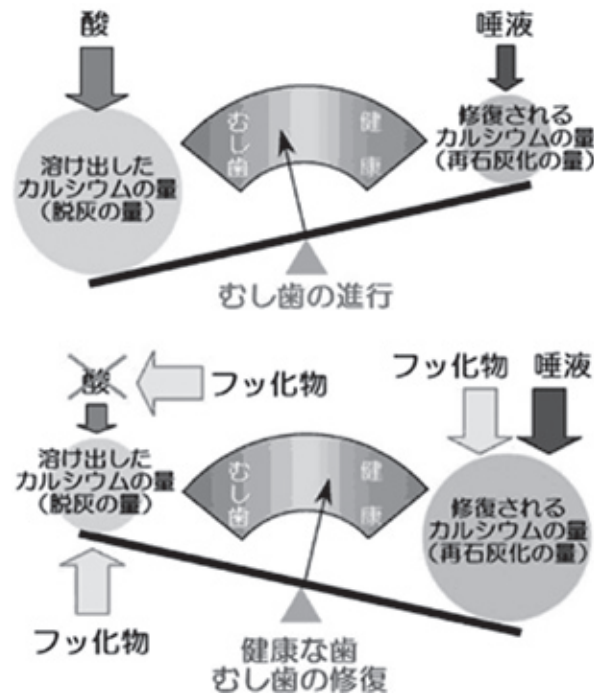 酸
唾液
むし歯
健康
溶け出した
カルシウムの量
（脱灰の量）
修復される
カルシウムの量
（再石灰化の量）
むし歯の進行
酸
フッ化物
フッ化物
唾液
溶け出した
カルシウムの量
（脱灰の量）
むし歯
健康
修復される
カルシウムの量
（再石灰化の量）
フッ化物
健康な歯
むし歯の修復